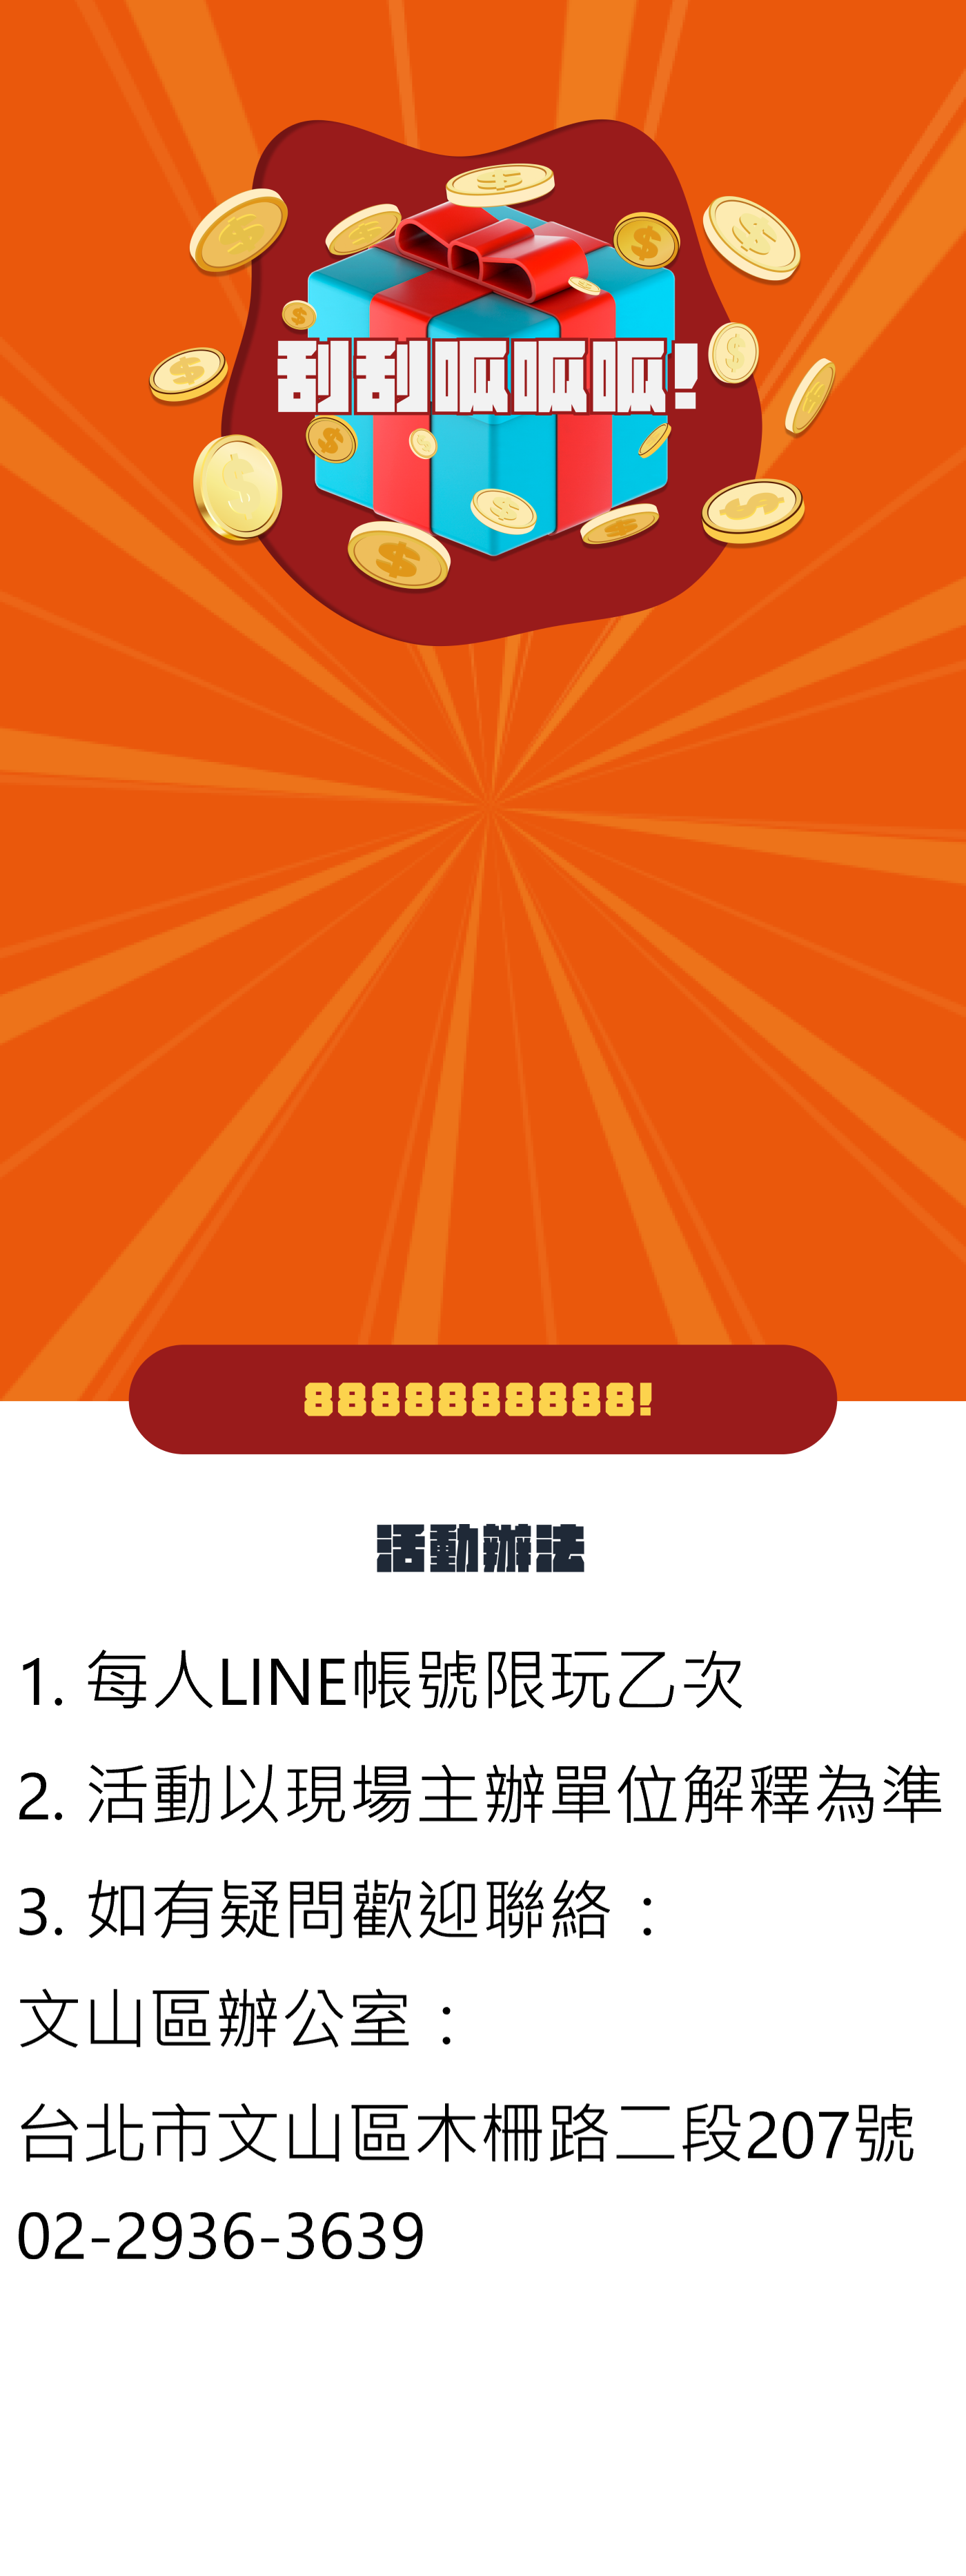 刮刮呱呱呱!
8888888888!
活動辦法
1. 每人LINE帳號限玩乙次
2. 活動以現場主辦單位解釋為準
3. 如有疑問歡迎聯絡：
文山區辦公室：
台北市文山區木柵路二段207號
02-2936-3639